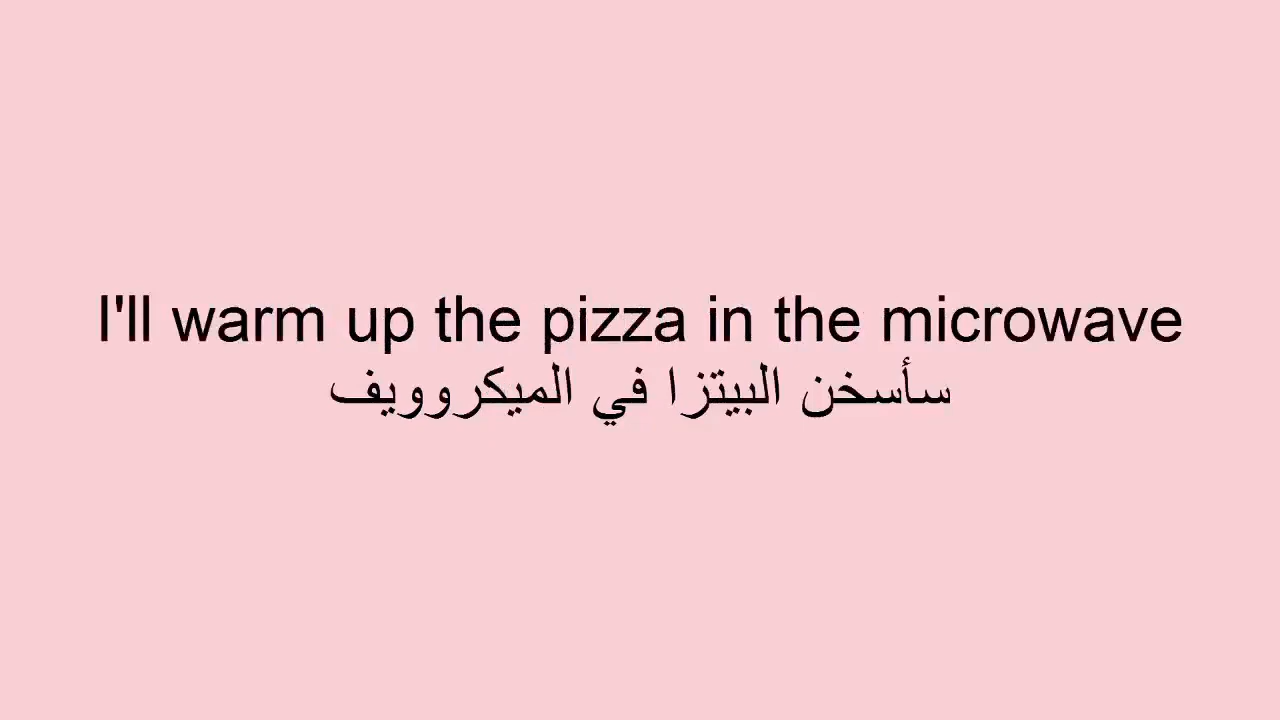 I'll warm up the pizza in the microwave
سأسخن البيتزا في الميكروويف